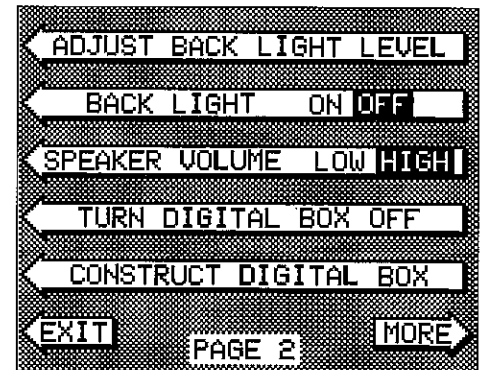 ADJUST BACK LIGHT LEVEL
BACK LIGHT ON OFF
SPEAKER VOLUME LOW HIGH
TURN DIGITAL BOX OFF
CONSTRUCT DIGITAL BOX
EXIT PAGE 2 MORE